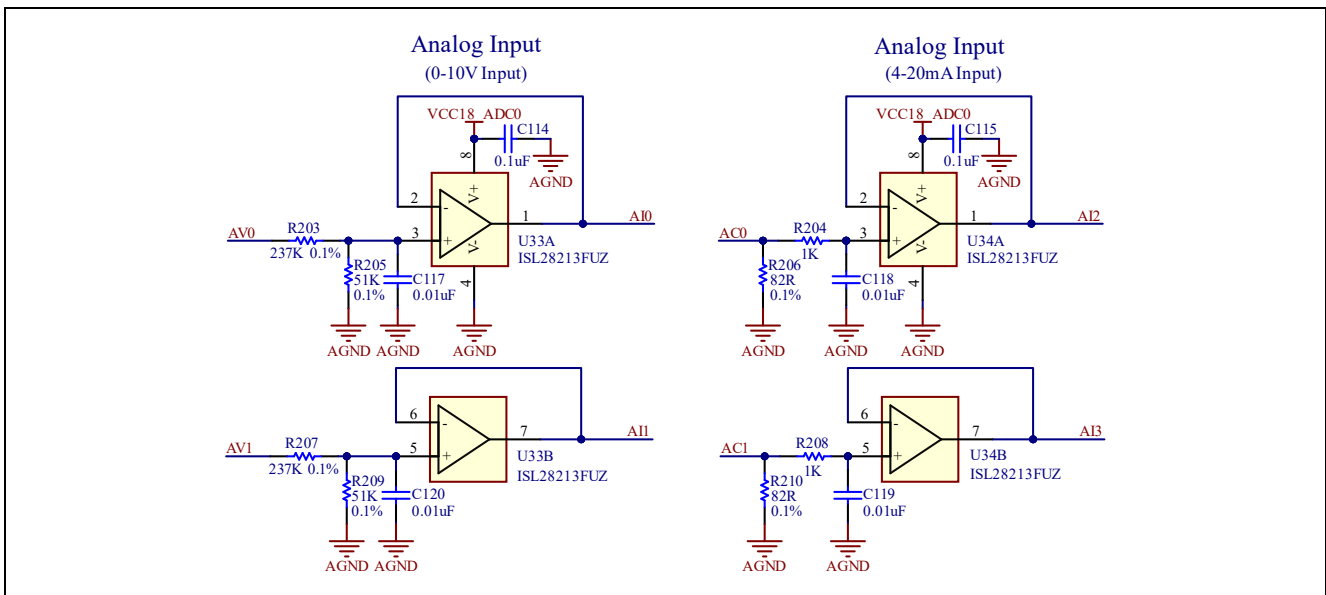 Analog Input
(0-10V Input)
VCC18_ADC0
C114
0.1uF
AGND
8
V+
2
-
1
AI0
AV0
R203
237K 0.1%
3
+
V-
U33A
ISL28213FUZ
R205
51K
0.1%
C117
0.01uF
4
AGND
AGND
AGND
6
-
7
AI1
AV1
R207
237K 0.1%
5
+
U33B
ISL28213FUZ
R209
51K
0.1%
C120
0.01uF
AGND
AGND
Analog Input
(4-20mA Input)
VCC18_ADC0
C115
0.1uF
AGND
8
V+
2
-
1
AI2
AC0
R204
1K
3
+
V-
U34A
ISL28213FUZ
R206
82R
0.1%
C118
0.01uF
4
AGND
AGND
AGND
6
-
7
AI3
AC1
R208
1K
5
+
U34B
ISL28213FUZ
R210
82R
0.1%
C119
0.01uF
AGND
AGND